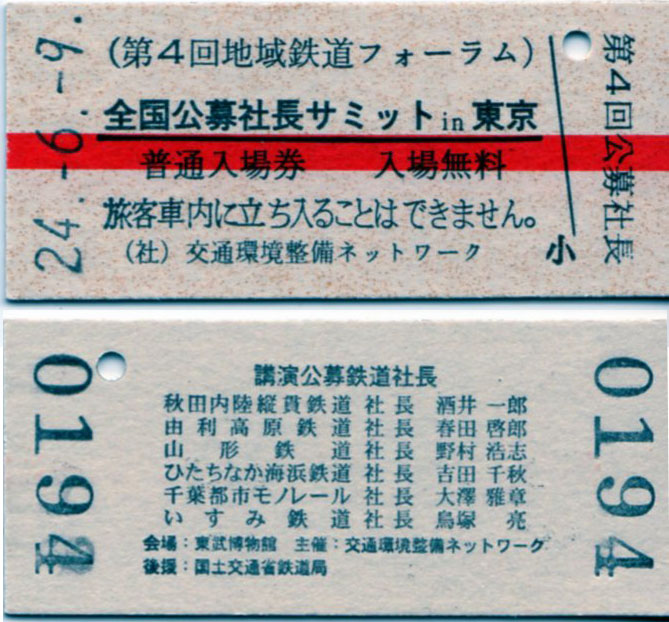 24.-6.-9.
(第4回地域鉄道フォーラム)
全国公募社長サミットin東京
普通入場券 入場無料
旅客車内に立ち入ることはできません。
(社)交通環境整備ネットワーク
小
第4回公募社長
0194
講演公募鉄道社長
秋田内陸縦貫鉄道 社長 酒井 一郎
由利高原鉄道 社長 春田 啓郎
山形鉄道 社長 野村 浩志
ひたちなか海浜鉄道 社長 吉田 千秋
千葉都市モノレール 社長 大澤 雅章
いすみ鉄道 社長 鳥塚 亮
会場:東武博物館 主催:交通環境整備ネットワーク
後援:国土交通省鉄道局
0194